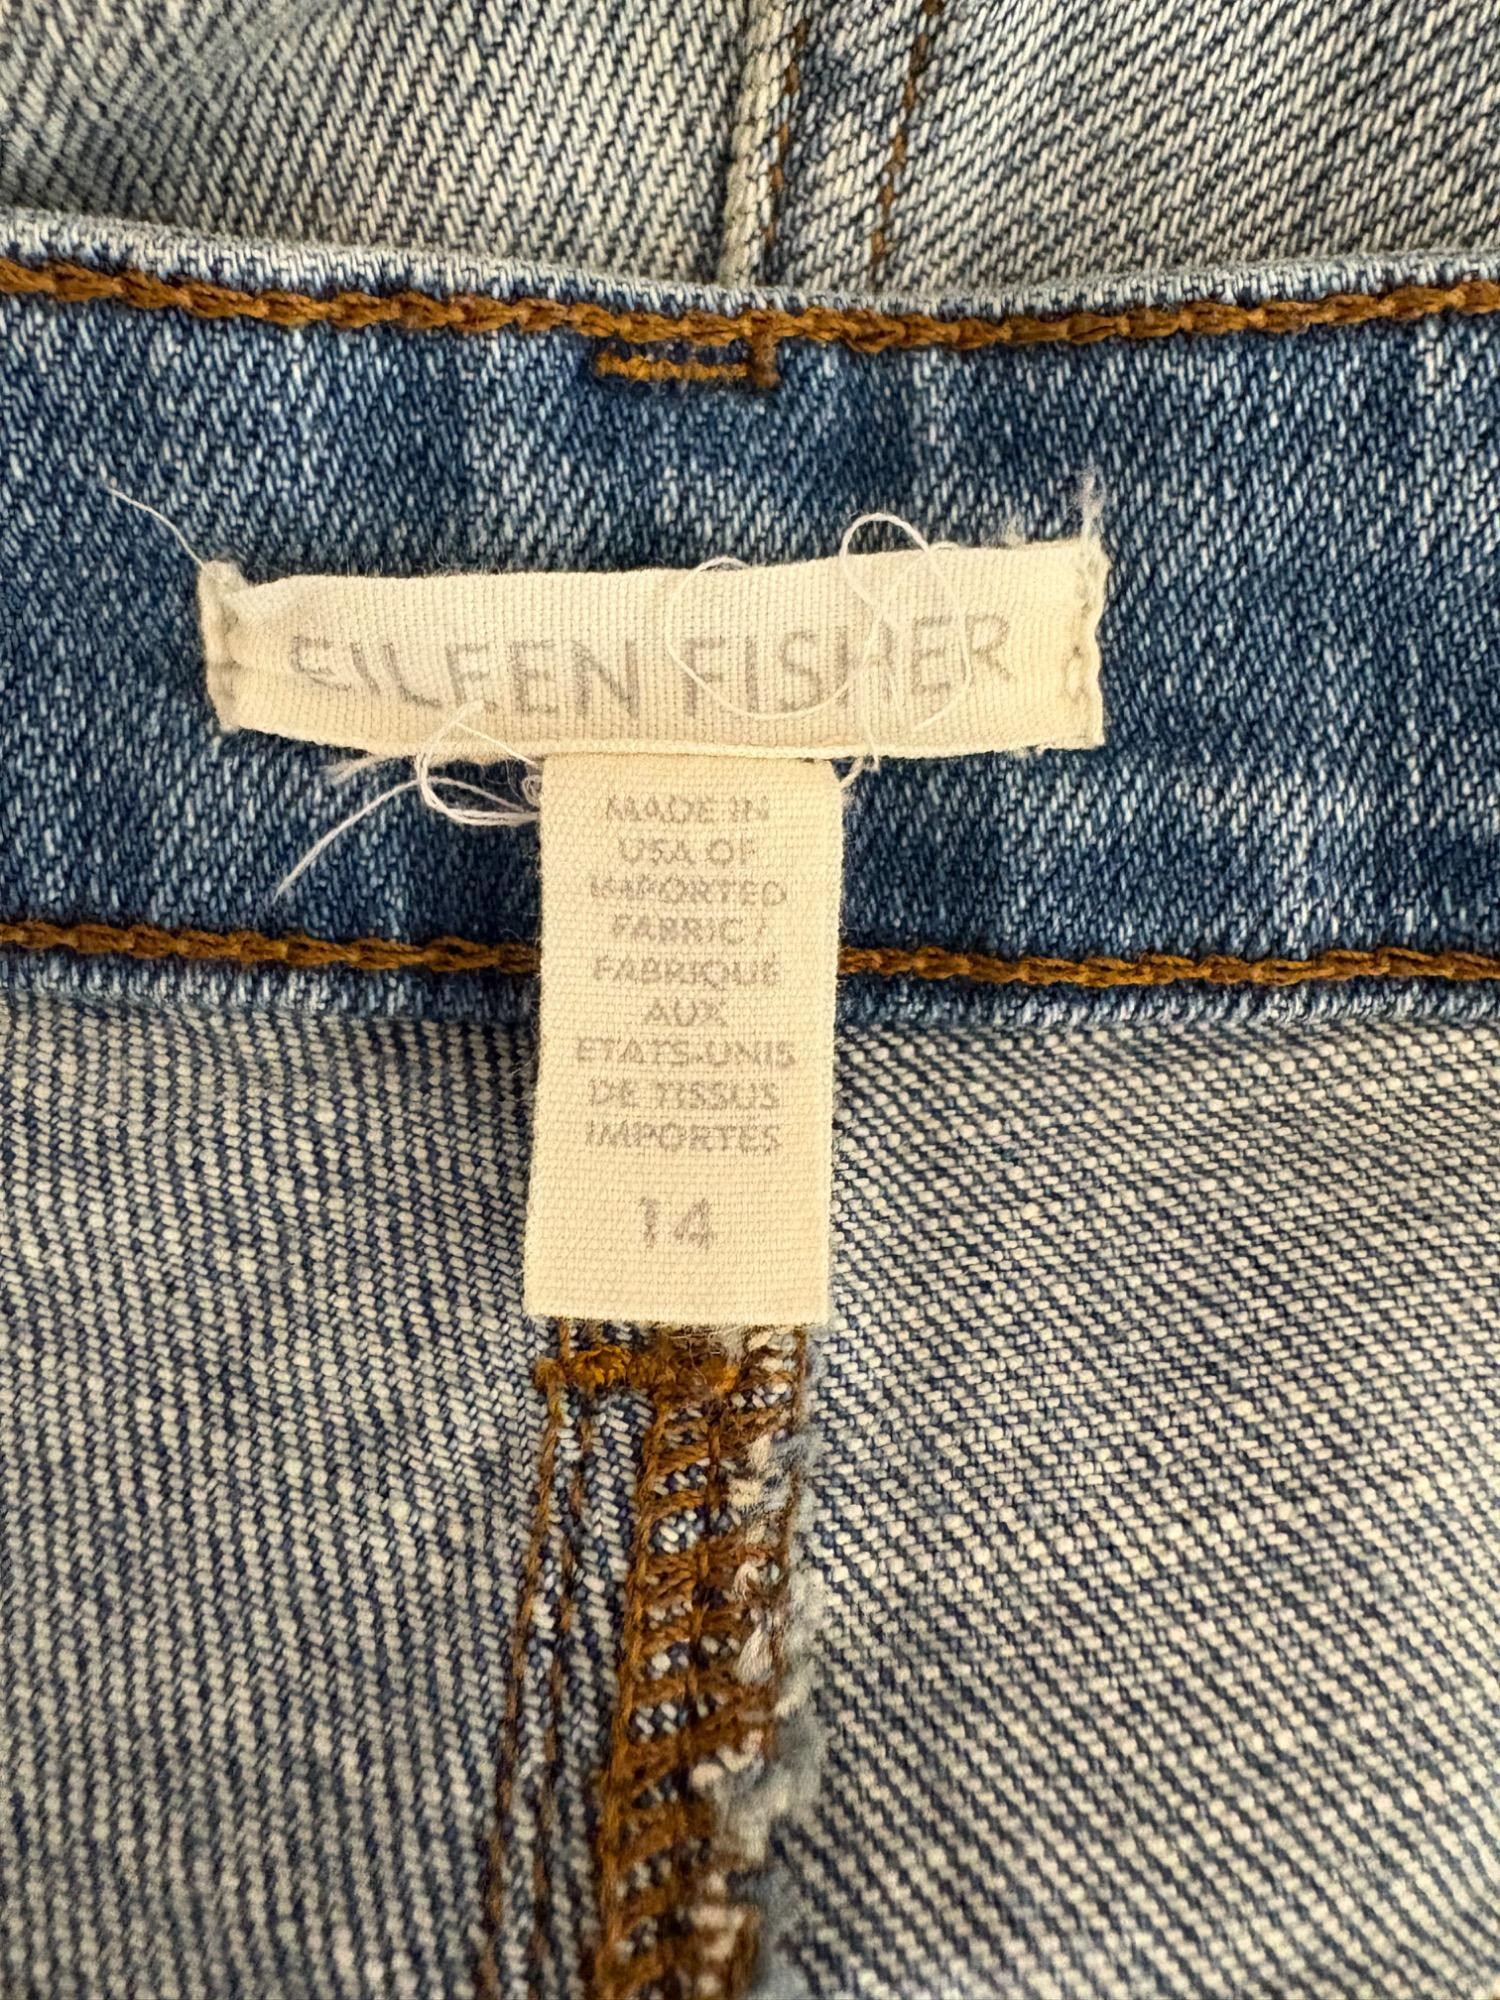 EILEEN FISHER
MADE IN
USA OF
IMPORTED
FABRIC/
FABRIQUE
AUX
ETATS-UNIS
DE TISSUS
IMPORTES
14